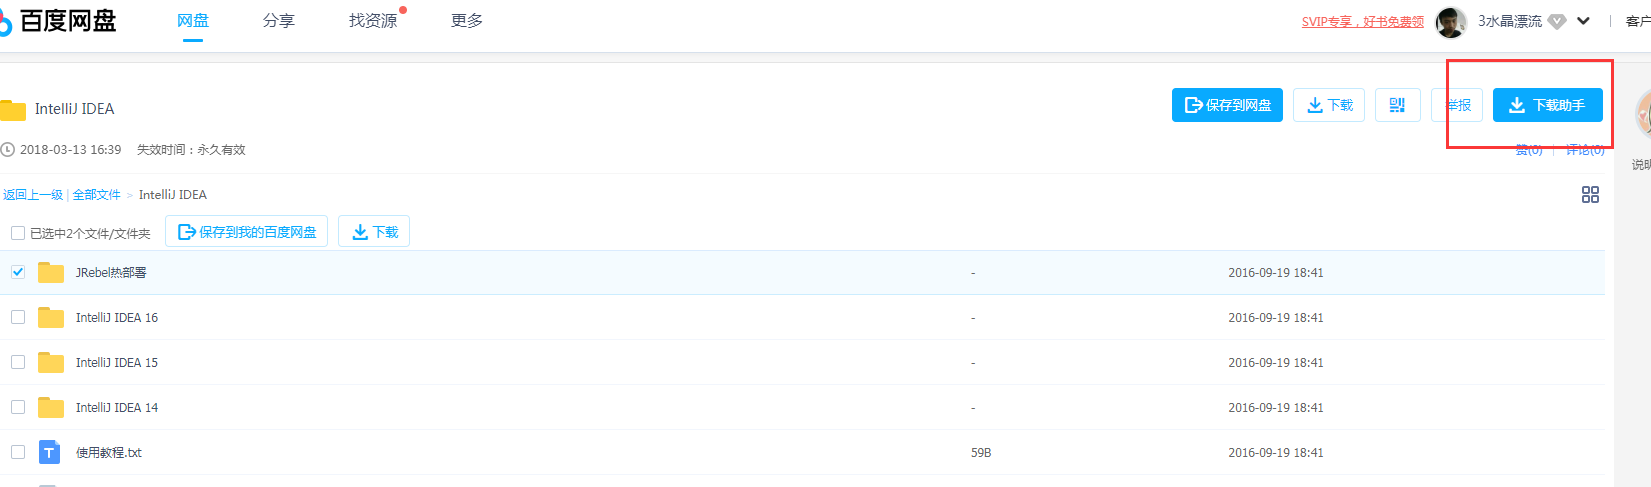 百度网盘 网盘 分享 找资源 更多 SVIP专享，好书免费领 3水晶漂流 客户
IntelliJ IDEA 保存到网盘 下载 举报 下载助手
2018-03-13 16:39 失效时间：永久有效 赞(0) 评论(0) 说明
返回上一级 | 全部文件 > IntelliJ IDEA
已选中2个文件/文件夹 保存到我的百度网盘 下载
JRebel热部署 - 2016-09-19 18:41
IntelliJ IDEA 16 - 2016-09-19 18:41
IntelliJ IDEA 15 - 2016-09-19 18:41
IntelliJ IDEA 14 - 2016-09-19 18:41
使用教程.txt 59B 2016-09-19 18:41